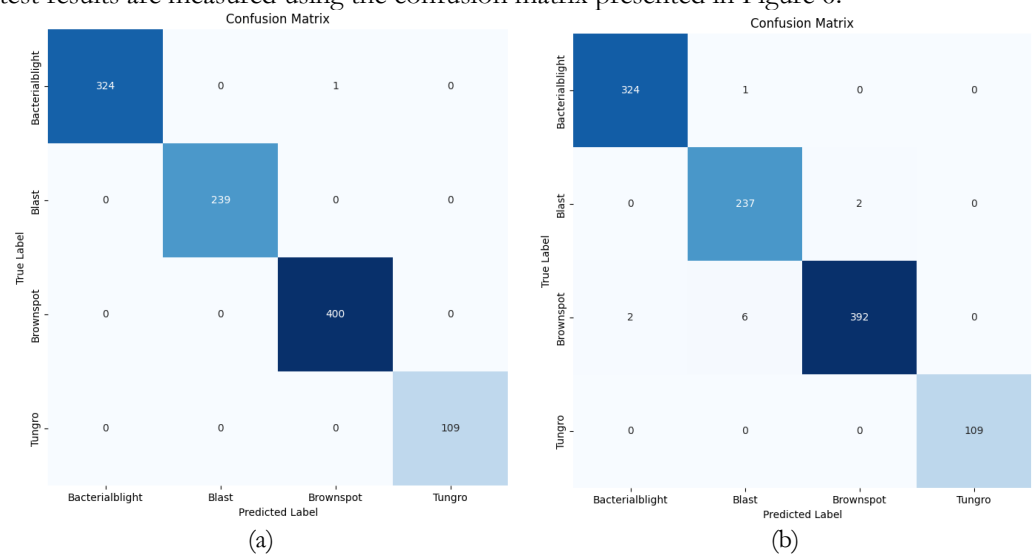 test results are measured using the confusion matrix presented in Figure 6.
Confusion Matrix
Bacterialblight
324 0 1 0
Blast
0 239 0 0
True Label
Brownspot
0 0 400 0
Tungro
0 0 0 109
Bacterialblight Blast Brownspot Tungro
Predicted Label
(a)
Confusion Matrix
Bacterialblight
324 1 0 0
Blast
0 237 2 0
True Label
Brownspot
2 6 392 0
Tungro
0 0 0 109
Bacterialblight Blast Brownspot Tungro
Predicted Label
(b)